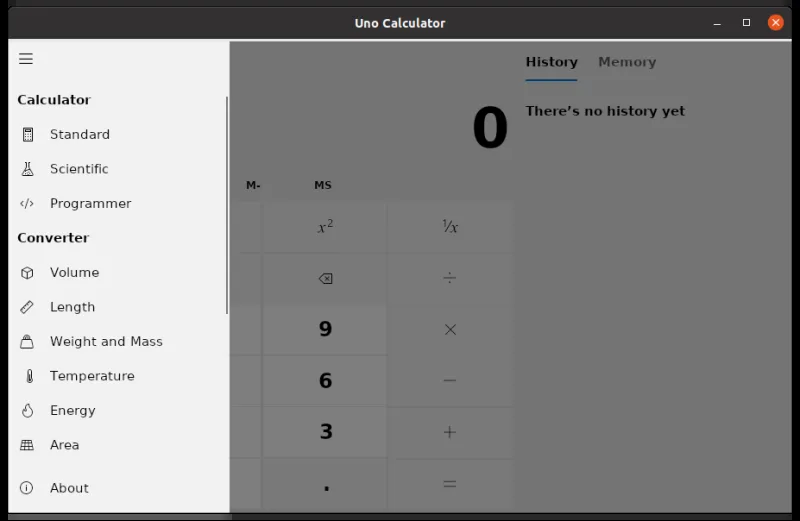 Uno Calculator
Calculator
Standard
Scientific
</> Programmer
Converter
Volume
Length
Weight and Mass
Temperature
Energy
Area
About
0
M- MS
x² ¹/x
÷
9 ×
6 −
3 +
. =
History Memory
There’s no history yet